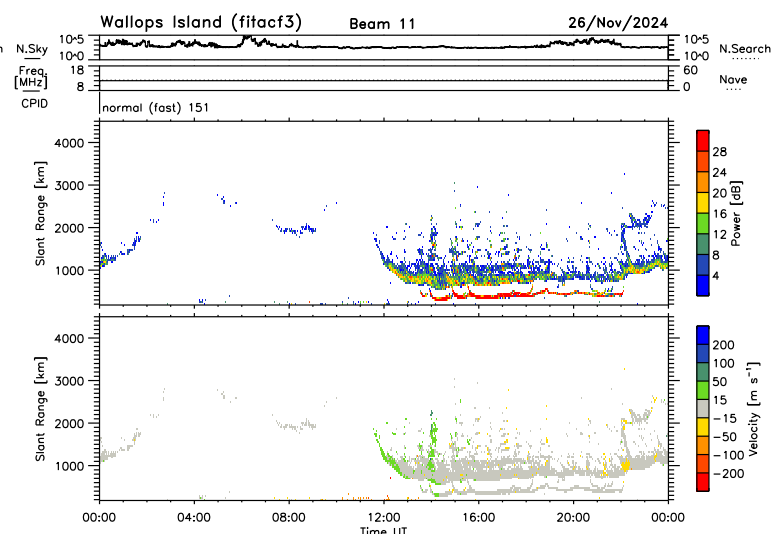 Wallops Island (fitacf3) Beam 11 26/Nov/2024
N.Sky 10^5 10^5 N.Search
10^0 10^0
Freq. 18 60
[MHz] 8 0 Nave
CPID normal (fast) 151
4000
3000
2000
1000
Slant Range [km]
28
24
20
16
12
8
4
Power [dB]
4000
3000
2000
1000
Slant Range [km]
200
100
50
15
-15
-50
-100
-200
Velocity [m s⁻¹]
00:00 04:00 08:00 12:00 16:00 20:00 00:00
Time UT